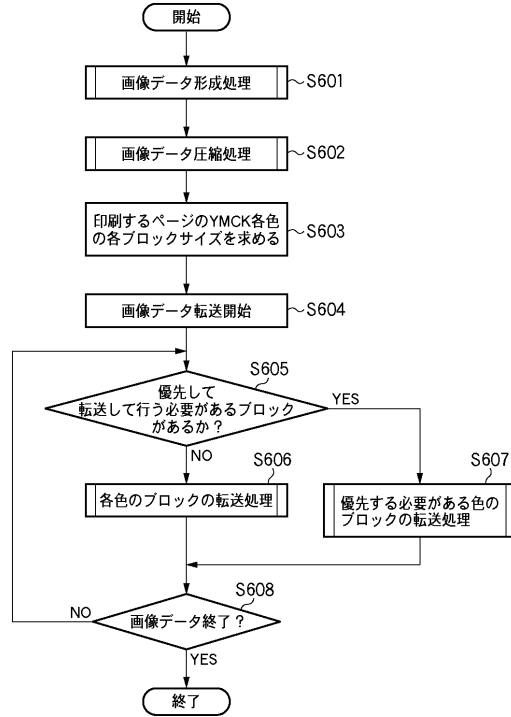 開始
画像データ形成処理
S601
画像データ圧縮処理
S602
印刷するページのYMCK各色
の各ブロックサイズを求める
S603
画像データ転送開始
S604
S605
優先して
転送して行う必要があるブロック
があるか?
YES
NO
S606
各色のブロックの転送処理
S607
優先する必要がある色の
ブロックの転送処理
S608
画像データ終了?
NO
YES
終了